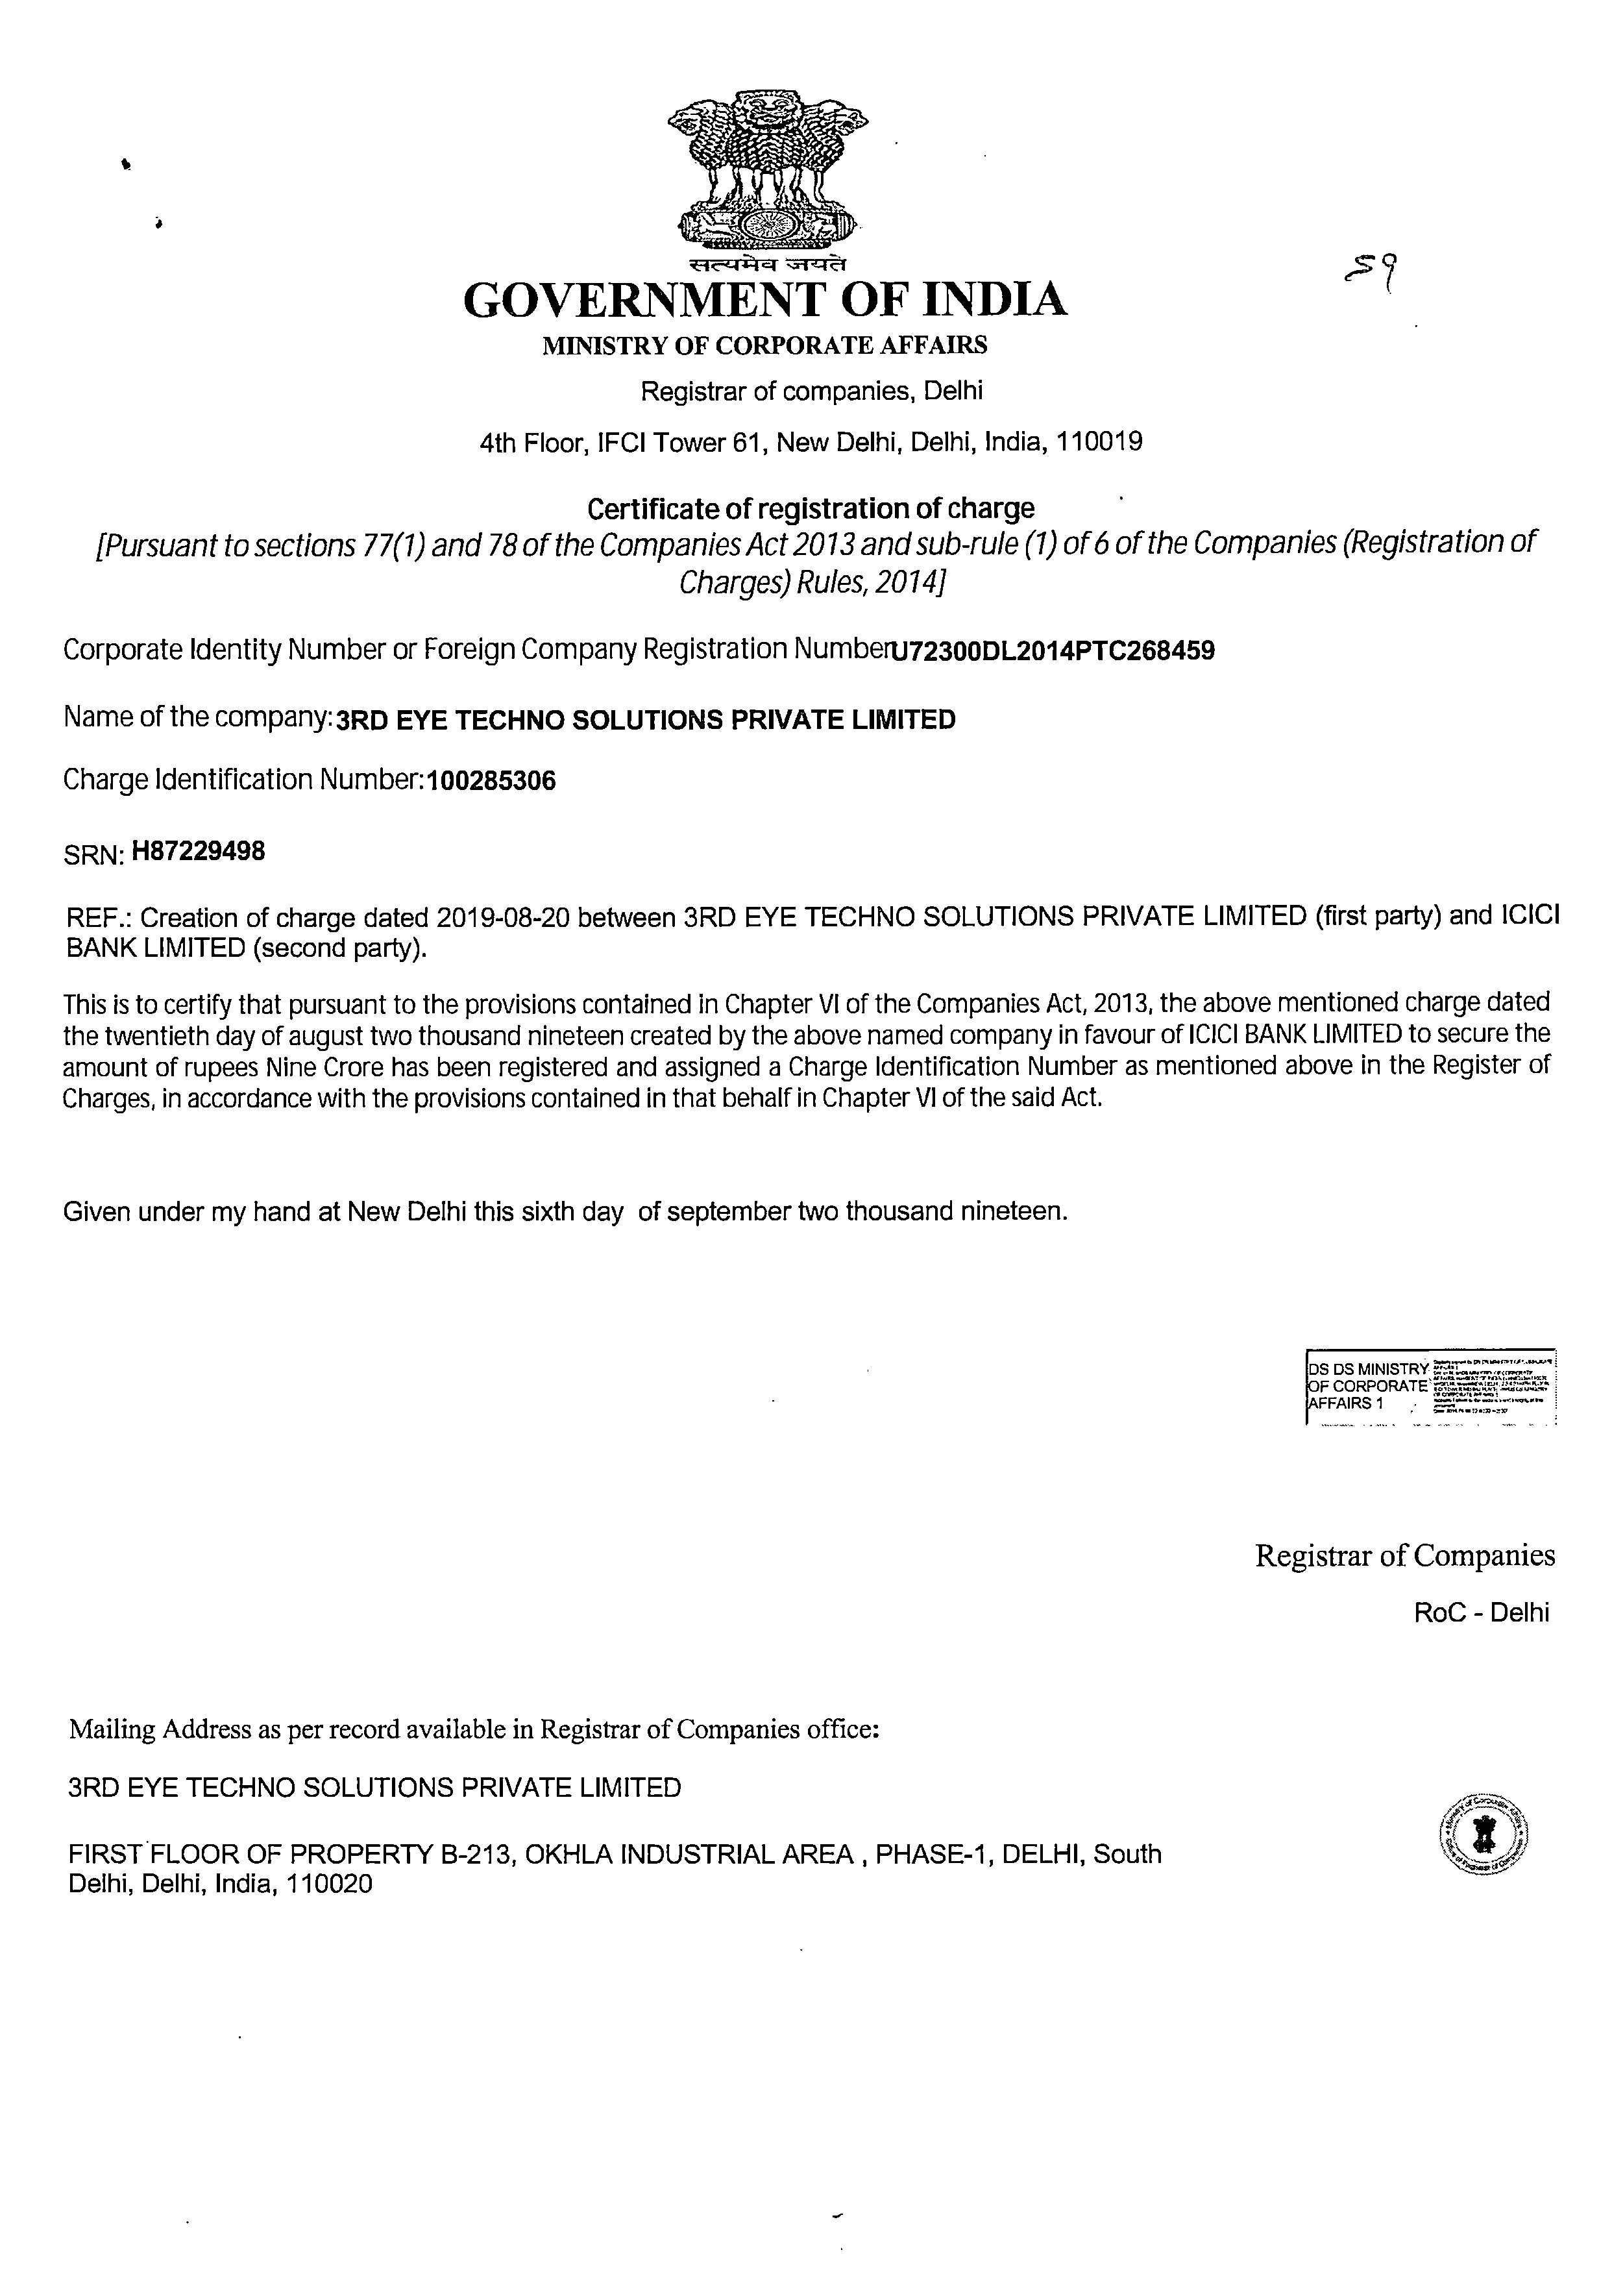 सत्यमेव जयते
59
GOVERNMENT OF INDIA
MINISTRY OF CORPORATE AFFAIRS
Registrar of companies, Delhi
4th Floor, IFCI Tower 61, New Delhi, Delhi, India, 110019
Certificate of registration of charge
[Pursuant to sections 77(1) and 78 of the Companies Act 2013 and sub-rule (1) of 6 of the Companies (Registration of
Charges) Rules, 2014]
Corporate Identity Number or Foreign Company Registration Number:U72300DL2014PTC268459
Name of the company:3RD EYE TECHNO SOLUTIONS PRIVATE LIMITED
Charge Identification Number:100285306
SRN: H87229498
REF.: Creation of charge dated 2019-08-20 between 3RD EYE TECHNO SOLUTIONS PRIVATE LIMITED (first party) and ICICI
BANK LIMITED (second party).
This is to certify that pursuant to the provisions contained in Chapter VI of the Companies Act, 2013, the above mentioned charge dated
the twentieth day of august two thousand nineteen created by the above named company in favour of ICICI BANK LIMITED to secure the
amount of rupees Nine Crore has been registered and assigned a Charge Identification Number as mentioned above in the Register of
Charges, in accordance with the provisions contained in that behalf in Chapter VI of the said Act.
Given under my hand at New Delhi this sixth day of september two thousand nineteen.
DS DS MINISTRY
OF CORPORATE
AFFAIRS 1
Registrar of Companies
RoC - Delhi
Mailing Address as per record available in Registrar of Companies office:
3RD EYE TECHNO SOLUTIONS PRIVATE LIMITED
FIRST FLOOR OF PROPERTY B-213, OKHLA INDUSTRIAL AREA , PHASE-1, DELHI, South
Delhi, Delhi, India, 110020